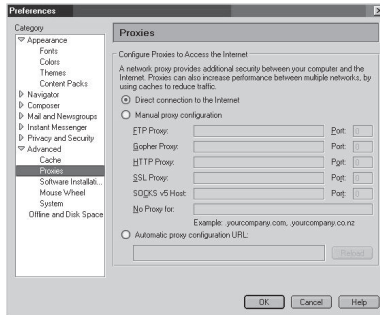 Preferences
Category
Appearance
Fonts
Colors
Themes
Content Packs
Navigator
Composer
Mail and Newsgroups
Instant Messenger
Privacy and Security
Advanced
Cache
Proxies
Software Installati...
Mouse Wheel
System
Offline and Disk Space
Proxies
Configure Proxies to Access the Internet
A network proxy provides additional security between your computer and the
Internet. Proxies can also increase performance between multiple networks, by
using caches to reduce traffic.
Direct connection to the Internet
Manual proxy configuration
FTP Proxy: Port: 0
Gopher Proxy: Port: 0
HTTP Proxy: Port: 0
SSL Proxy: Port: 0
SOCKS v5 Host: Port: 0
No Proxy for:
Example: .yourcompany.com, .yourcompany.co.nz
Automatic proxy configuration URL:
Reload
OK Cancel Help